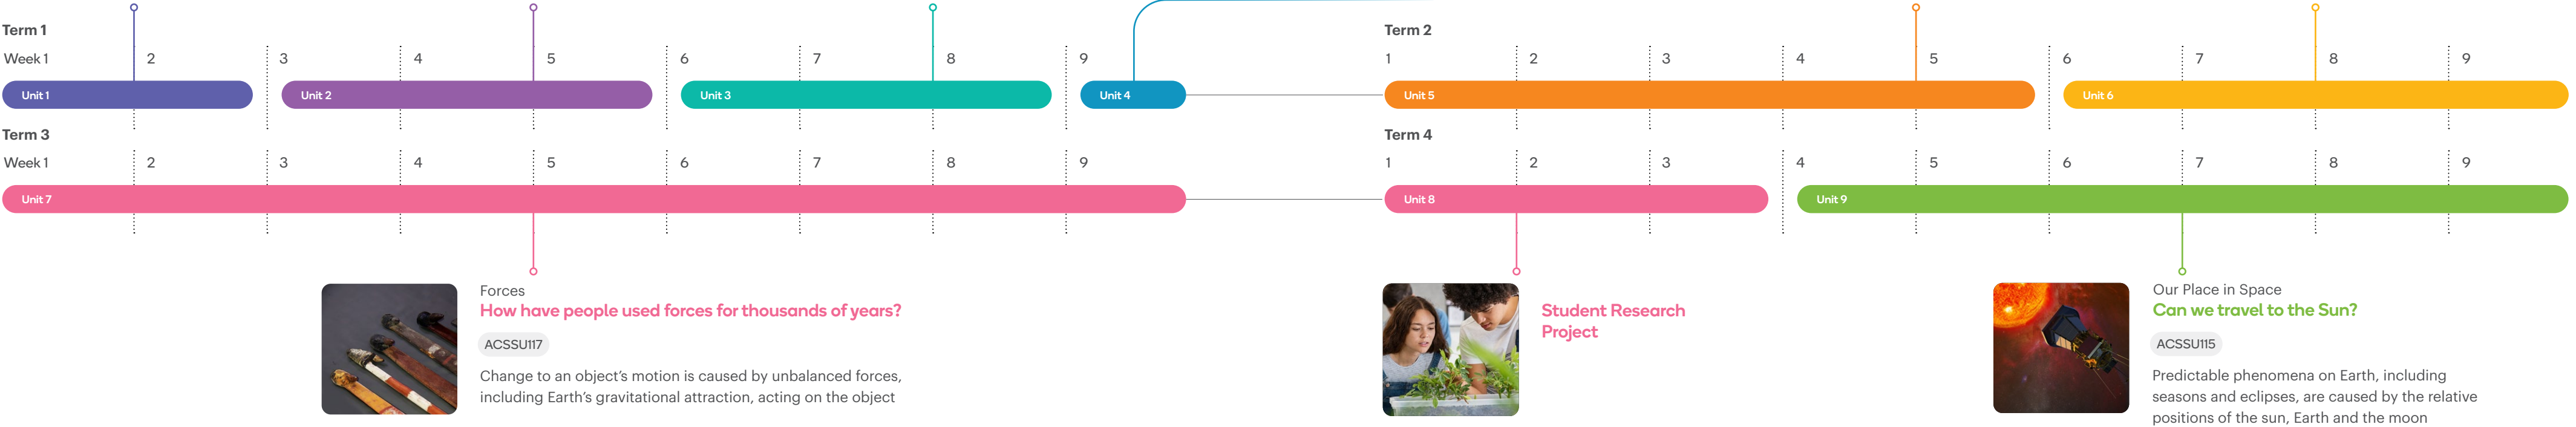 Term 1
Week 1 2 3 4 5 6 7 8 9
Unit 1 Unit 2 Unit 3 Unit 4
Term 2
1 2 3 4 5 6 7 8 9
Unit 5 Unit 6
Term 3
Week 1 2 3 4 5 6 7 8 9
Unit 7
Term 4
1 2 3 4 5 6 7 8 9
Unit 8 Unit 9
Forces
How have people used forces for thousands of years?
ACSSU117
Change to an object’s motion is caused by unbalanced forces,
including Earth’s gravitational attraction, acting on the object
Student Research
Project
Our Place in Space
Can we travel to the Sun?
ACSSU115
Predictable phenomena on Earth, including
seasons and eclipses, are caused by the relative
positions of the sun, Earth and the moon